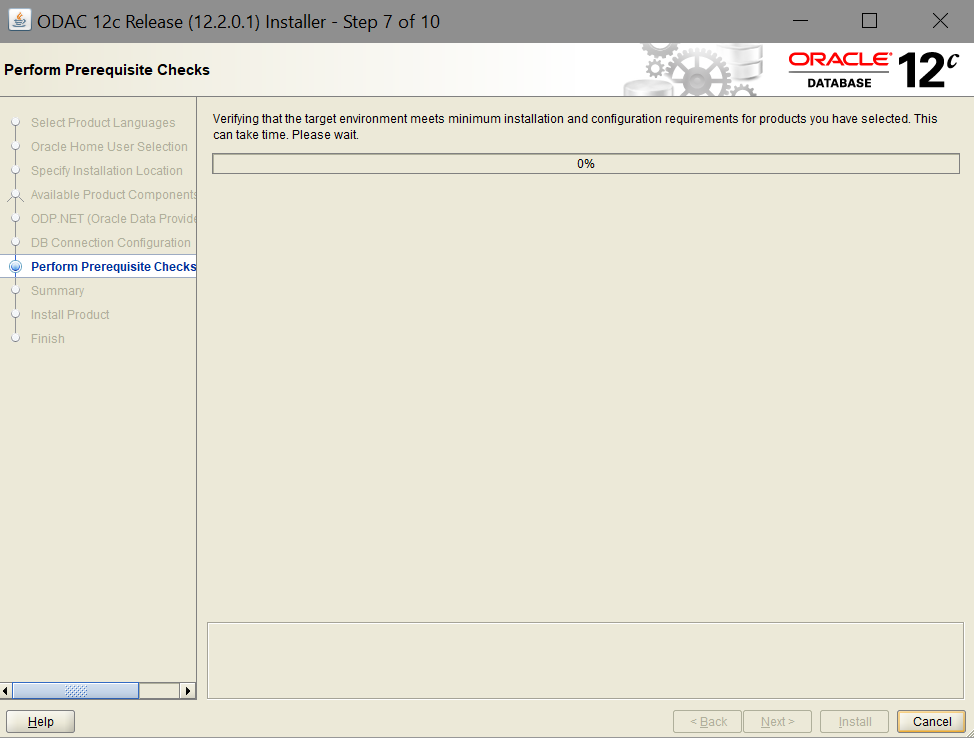 ODAC 12c Release (12.2.0.1) Installer - Step 7 of 10
Perform Prerequisite Checks
ORACLE
DATABASE
12c
Select Product Languages
Oracle Home User Selection
Specify Installation Location
Available Product Components
ODP.NET (Oracle Data Provide
DB Connection Configuration
Perform Prerequisite Checks
Summary
Install Product
Finish
Verifying that the target environment meets minimum installation and configuration requirements for products you have selected. This
can take time. Please wait.
0%
Help
< Back
Next >
Install
Cancel